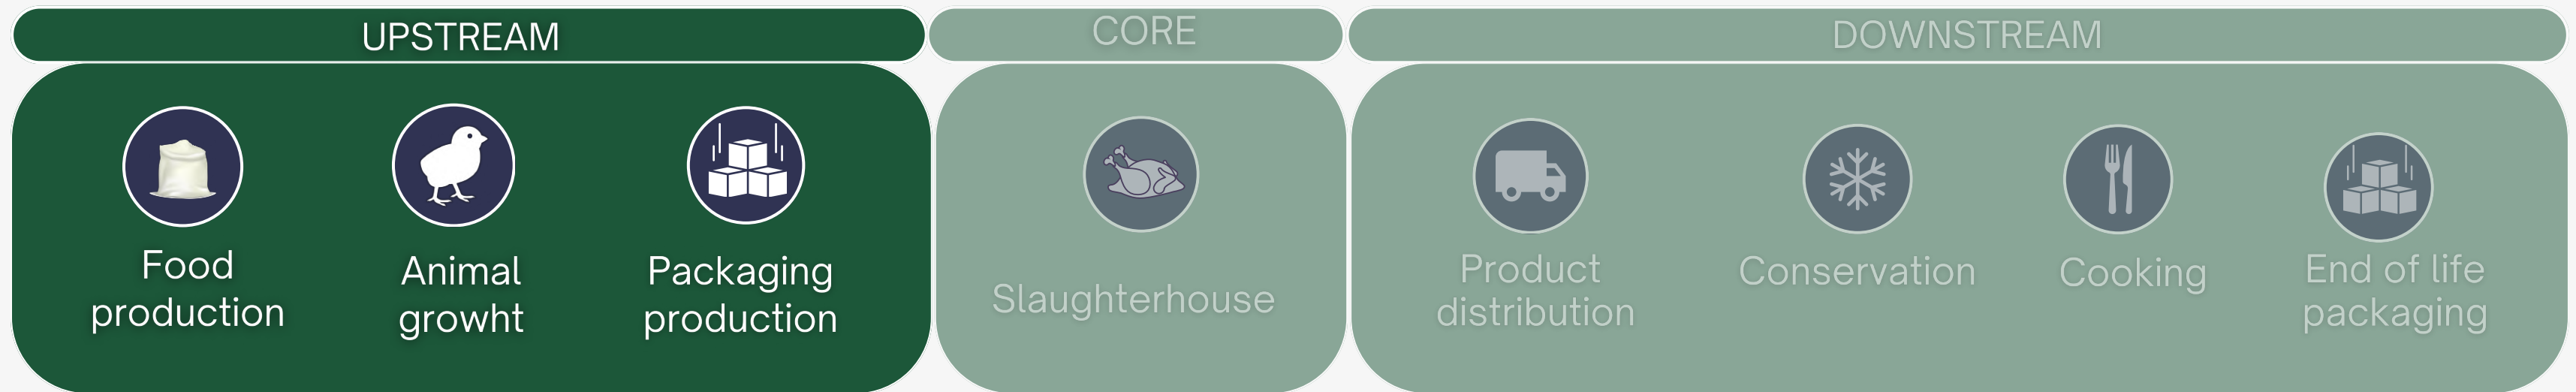 UPSTREAM
CORE
DOWNSTREAM
Food
production
Animal
growht
Packaging
production
Slaughterhouse
Product
distribution
Conservation
Cooking
End of life
packaging